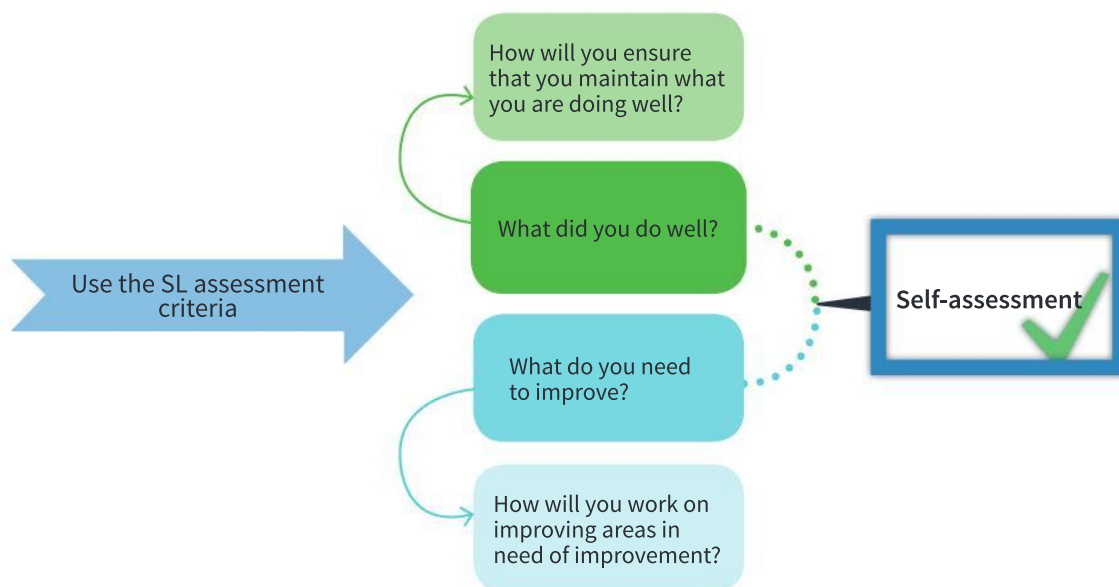 How will you ensure
that you maintain what
you are doing well?
What did you do well?
Use the SL assessment
criteria
Self-assessment
What do you need
to improve?
How will you work on
improving areas in
need of improvement?